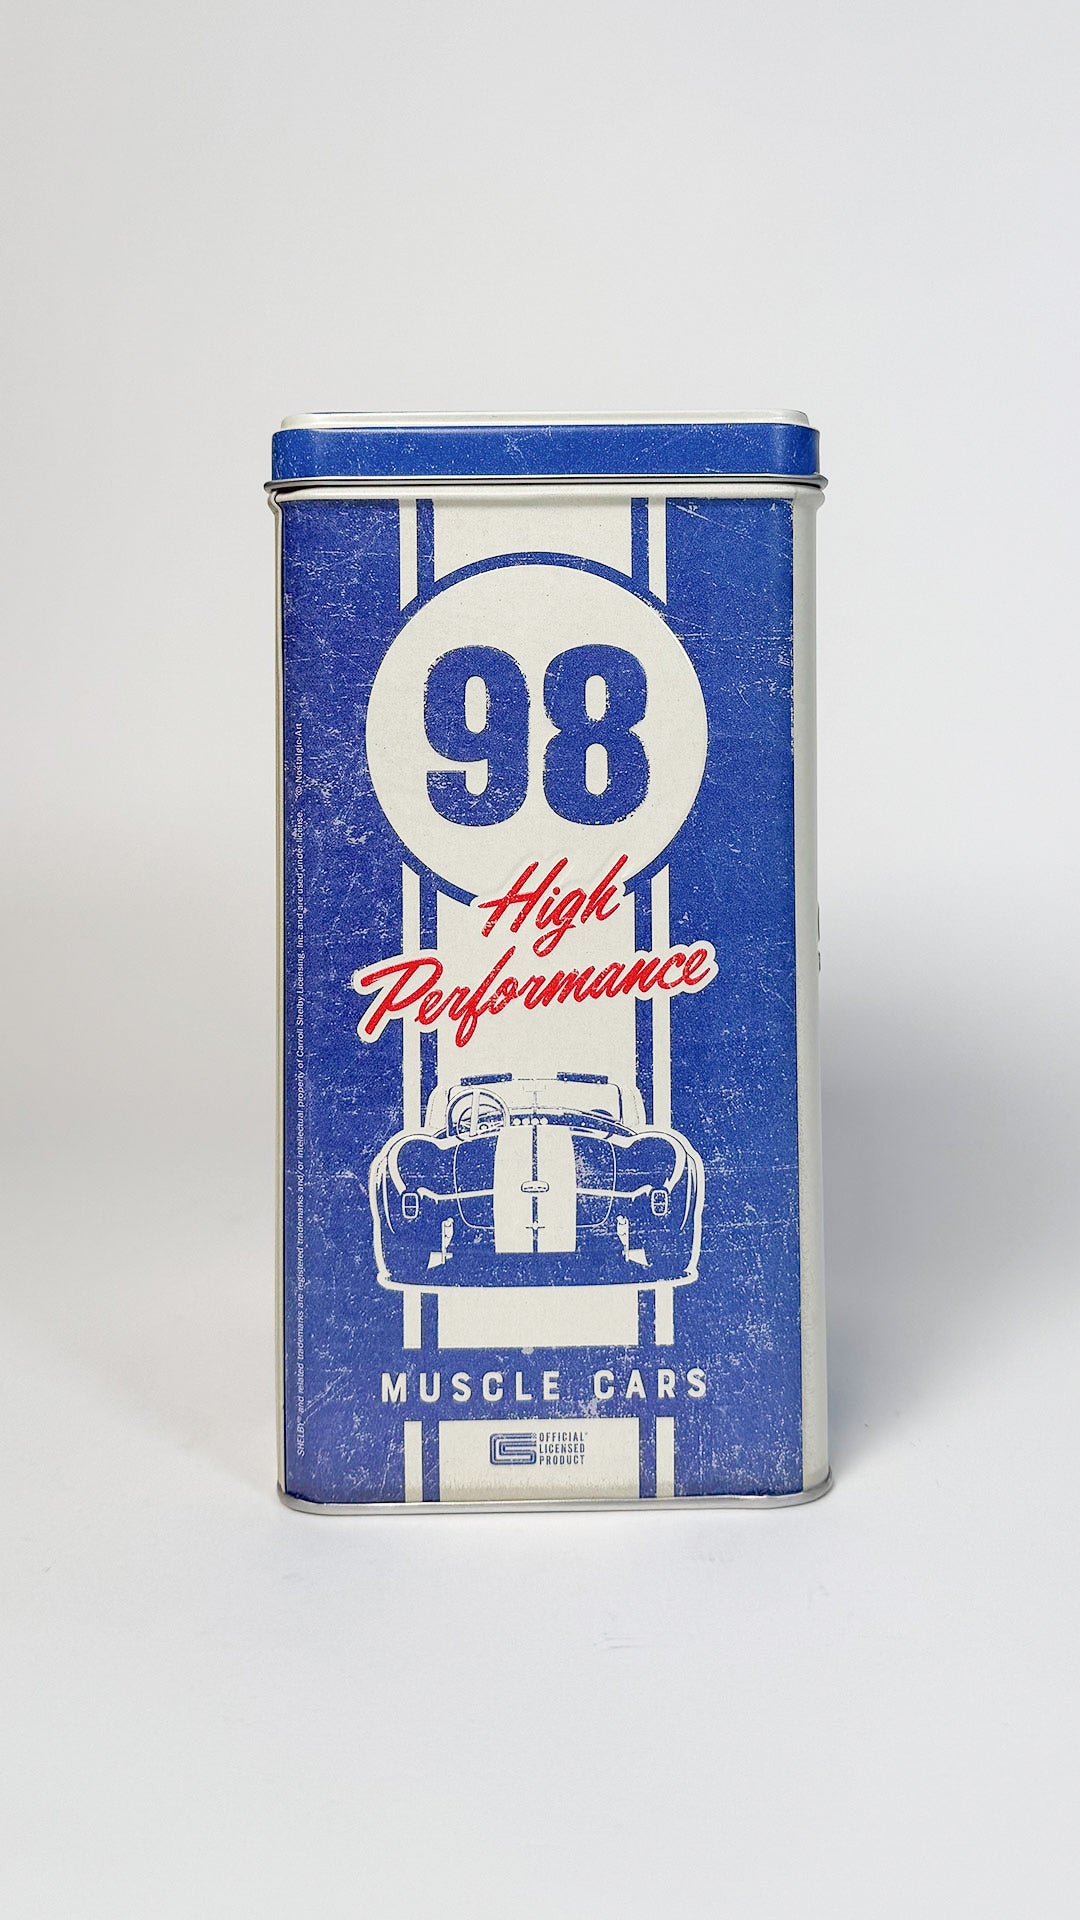 98
High
Performance
MUSCLE CARS
CS OFFICIAL
LICENSED
PRODUCT
SHELBY® and related trademarks are registered trademarks and/or intellectual property of Carroll Shelby Licensing, Inc. and are used under license. © Nostalgic-Art